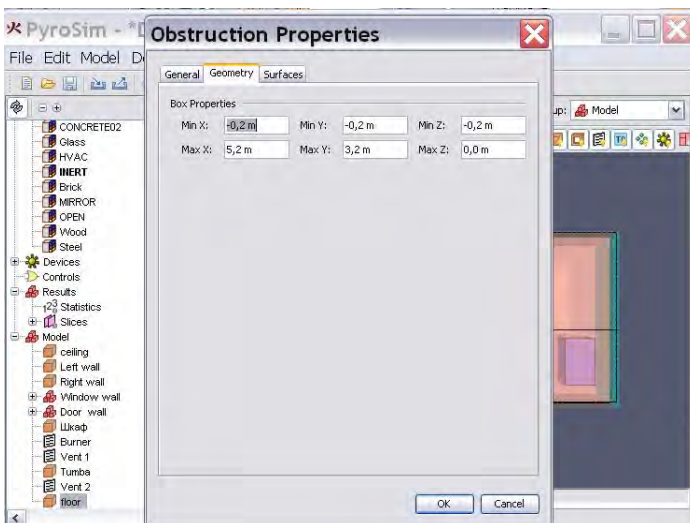 PyroSim - "D
Obstruction Properties
File Edit Model D
General Geometry Surfaces
Box Properties
Min X: -0,2 m Min Y: -0,2 m Min Z: -0,2 m
Max X: 5,2 m Max Y: 3,2 m Max Z: 0,0 m
up: Model
CONCRETE02
Glass
HVAC
INERT
Brick
MIRROR
OPEN
Wood
Steel
Devices
Controls
Results
123 Statistics
Slices
Model
ceiling
Left wall
Right wall
Window wall
Door wall
Шкаф
Burner
Vent 1
Tumba
Vent 2
floor
OK Cancel